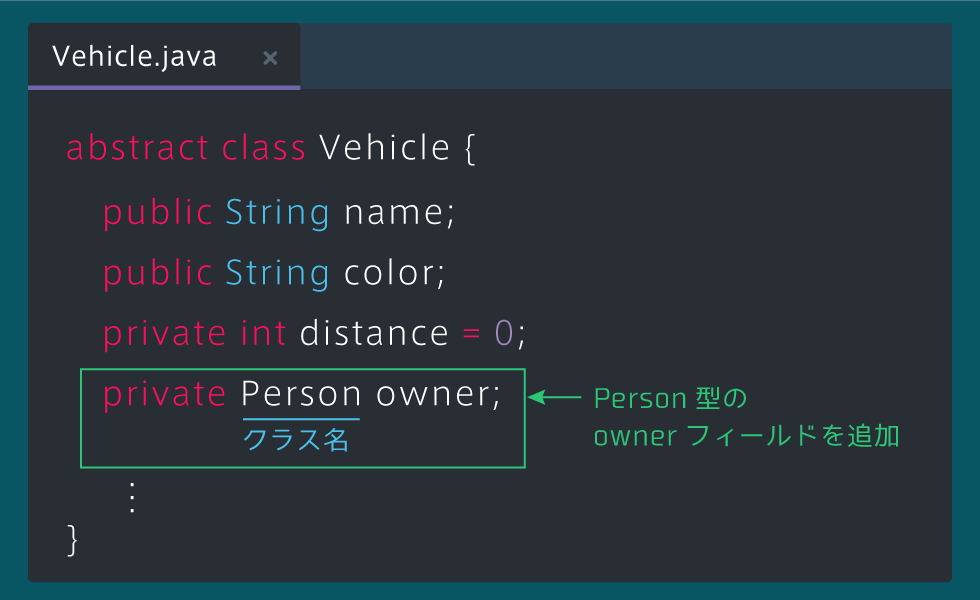 Vehicle.java ×
abstract class Vehicle {
public String name;
public String color;
private int distance = 0;
private Person owner;
クラス名
Person 型の
owner フィールドを追加
⋮
}